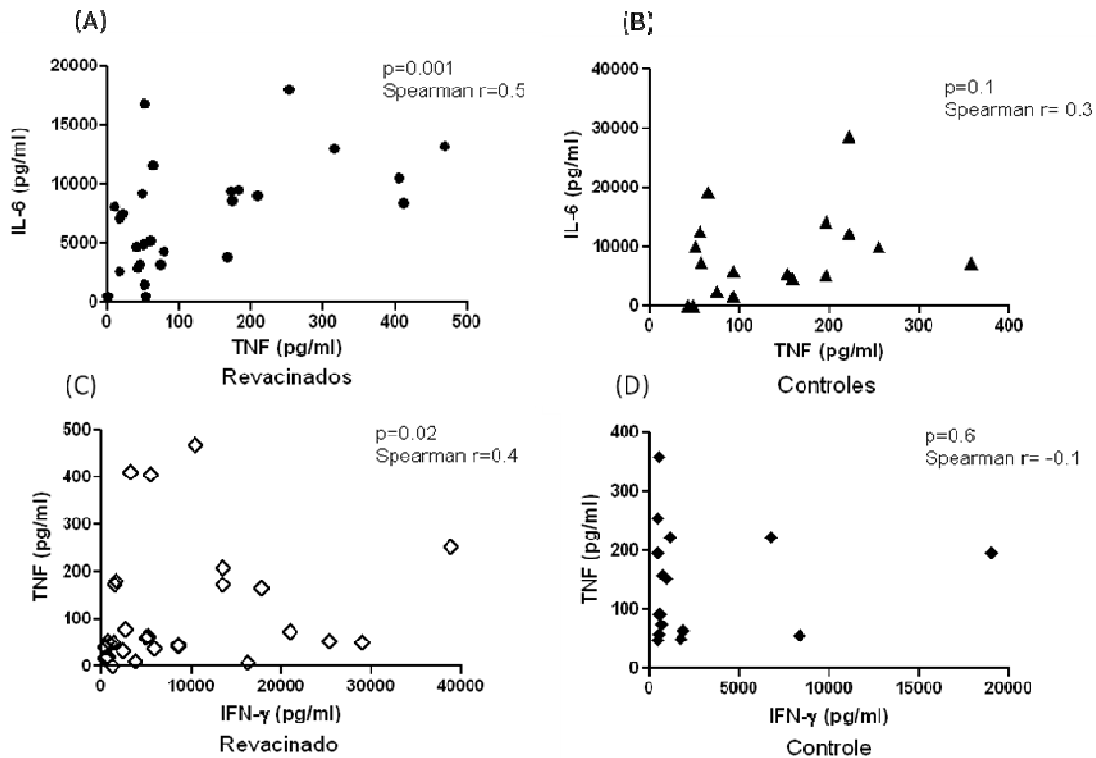 (A)
p=0.001
Spearman r=0.5
IL-6 (pg/ml)
20000
15000
10000
5000
0
0 100 200 300 400 500
TNF (pg/ml)
Revacinados
(B)
p=0.1
Spearman r= 0.3
IL-6 (pg/ml)
40000
30000
20000
10000
0
0 100 200 300 400
TNF (pg/ml)
Controles
(C)
p=0.02
Spearman r=0.4
TNF (pg/ml)
500
400
300
200
100
0
0 10000 20000 30000 40000
IFN-γ (pg/ml)
Revacinado
(D)
p=0.6
Spearman r= -0.1
TNF (pg/ml)
400
300
200
100
0
0 5000 10000 15000 20000
IFN-γ (pg/ml)
Controle